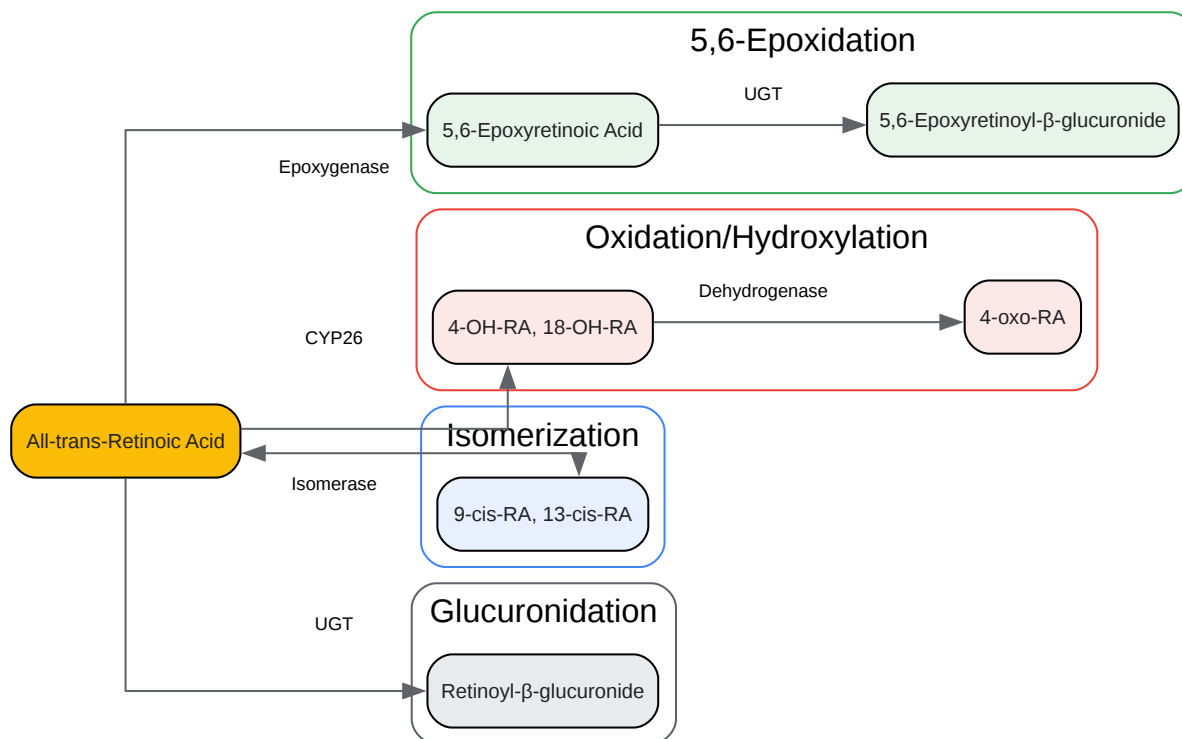 5,6-Epoxidation
UGT
5,6-Epoxyretinoic Acid
5,6-Epoxyretinoyl-β-glucuronide
Epoxygenase
Oxidation/Hydroxylation
Dehydrogenase
4-OH-RA, 18-OH-RA
4-oxo-RA
CYP26
All-trans-Retinoic Acid
Isomerization
Isomerase
9-cis-RA, 13-cis-RA
Glucuronidation
UGT
Retinoyl-β-glucuronide